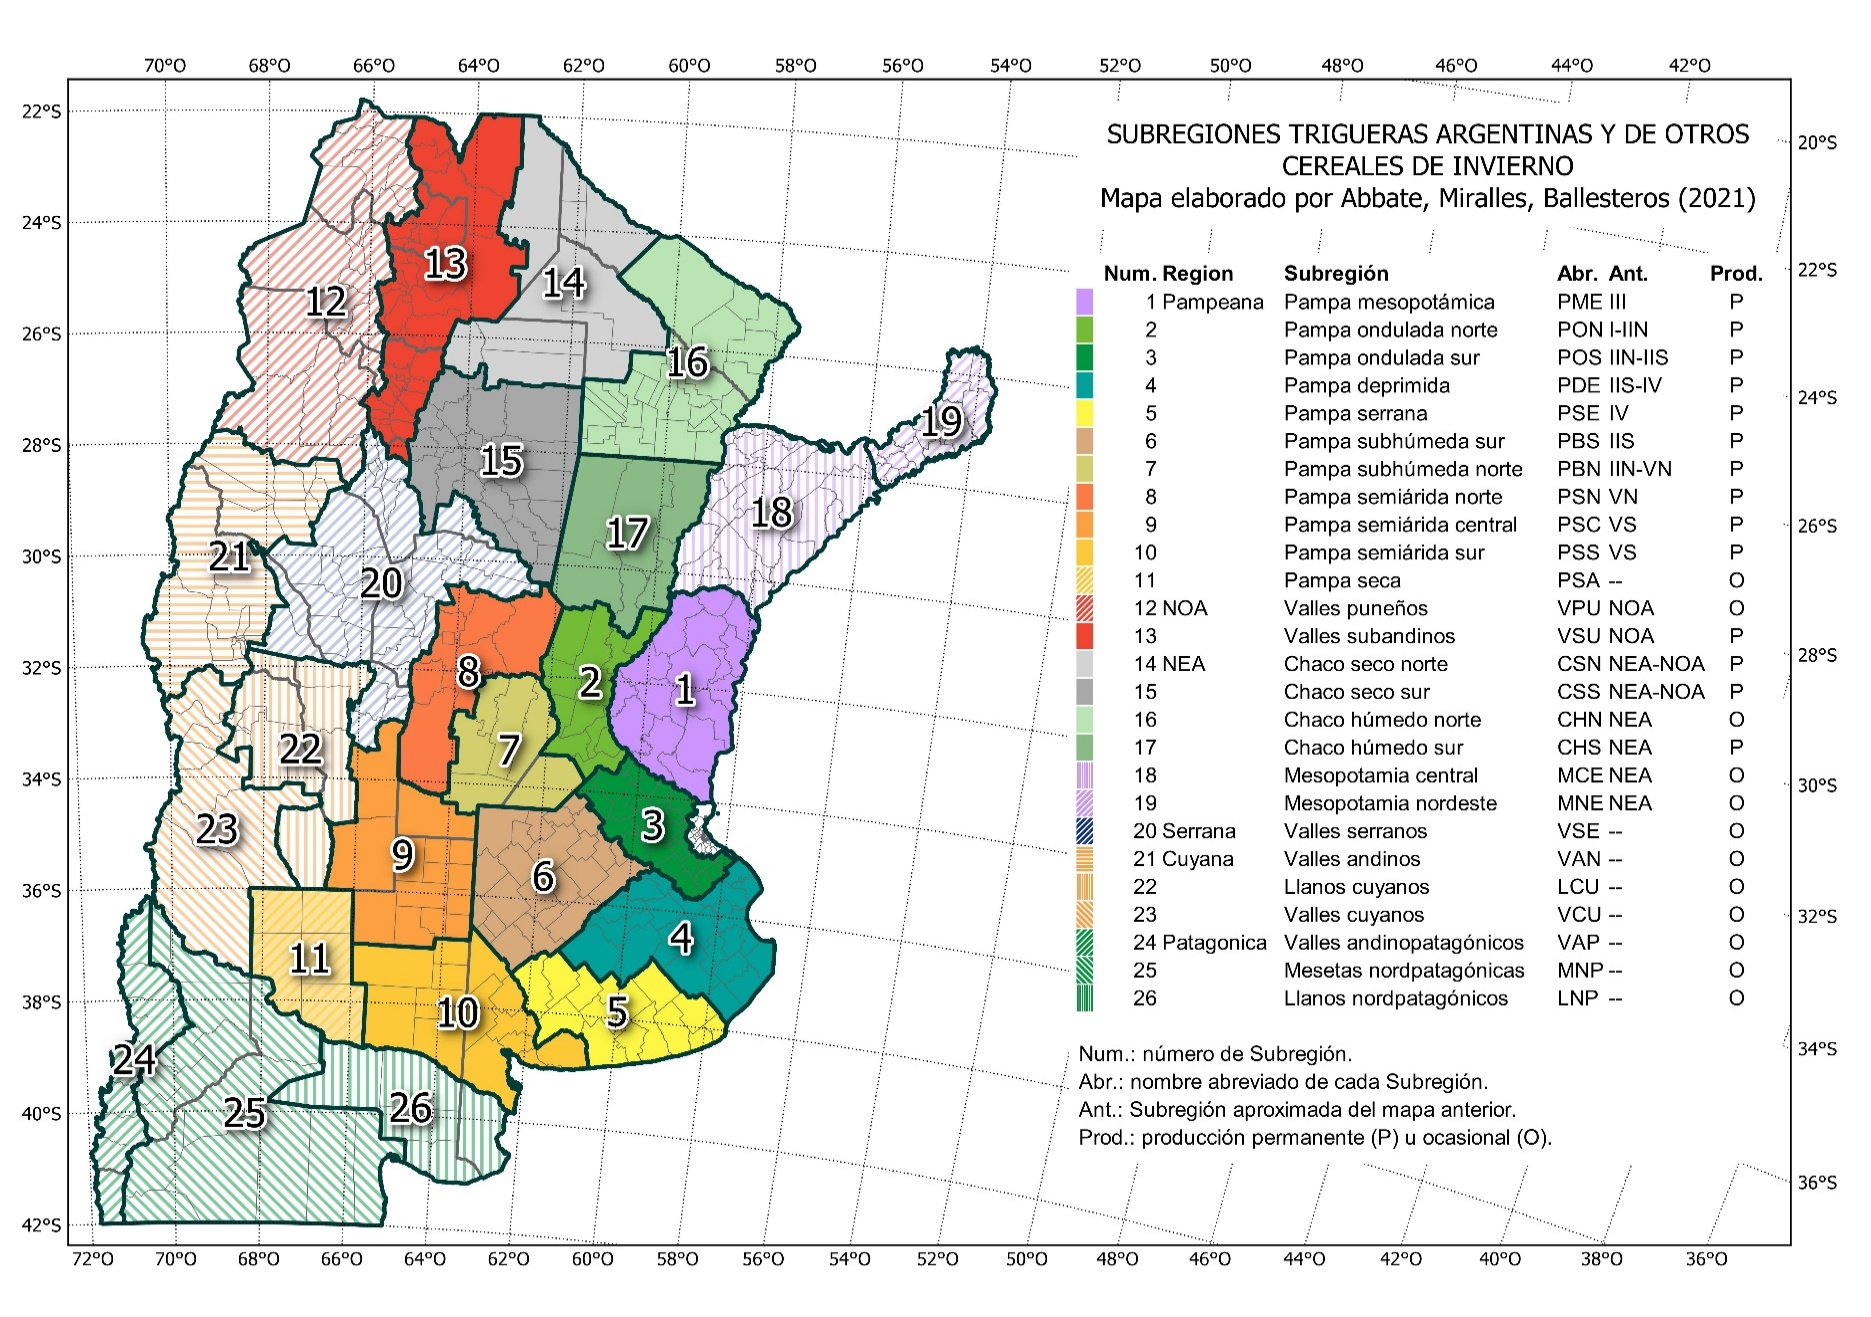 70°O 68°O 66°O 64°O 62°O 60°O 58°O 56°O 54°O 52°O 50°O 48°O 46°O 44°O 42°O
22°S
24°S
26°S
28°S
30°S
32°S
34°S
36°S
38°S
40°S
42°S
12
13
14
16
19
15
18
17
21
20
8
2
1
22
7
23
3
9
6
4
11
10
5
24
25
26
SUBREGIONES TRIGUERAS ARGENTINAS Y DE OTROS
CEREALES DE INVIERNO
Mapa elaborado por Abbate, Miralles, Ballesteros (2021)
Num. Region Subregión Abr. Ant. Prod.
1 Pampeana Pampa mesopotámica PME III P
2 Pampa ondulada norte PON I-IIN P
3 Pampa ondulada sur POS IIN-IIS P
4 Pampa deprimida PDE IIS-IV P
5 Pampa serrana PSE IV P
6 Pampa subhúmeda sur PBS IIS P
7 Pampa subhúmeda norte PBN IIN-VN P
8 Pampa semiárida norte PSN VN P
9 Pampa semiárida central PSC VS P
10 Pampa semiárida sur PSS VS P
11 Pampa seca PSA -- O
12 NOA Valles puneños VPU NOA O
13 Valles subandinos VSU NOA P
14 NEA Chaco seco norte CSN NEA-NOA P
15 Chaco seco sur CSS NEA-NOA P
16 Chaco húmedo norte CHN NEA O
17 Chaco húmedo sur CHS NEA P
18 Mesopotamia central MCE NEA O
19 Mesopotamia nordeste MNE NEA O
20 Serrana Valles serranos VSE -- O
21 Cuyana Valles andinos VAN -- O
22 Llanos cuyanos LCU -- O
23 Valles cuyanos VCU -- O
24 Patagonica Valles andinopatagónicos VAP -- O
25 Mesetas nordpatagónicas MNP -- O
26 Llanos nordpatagónicos LNP -- O
Num.: número de Subregión.
Abr.: nombre abreviado de cada Subregión.
Ant.: Subregión aproximada del mapa anterior.
Prod.: producción permanente (P) u ocasional (O).
20°S
22°S
24°S
26°S
28°S
30°S
32°S
34°S
36°S
72°O 70°O 68°O 66°O 64°O 62°O 60°O 58°O 56°O 54°O 52°O 50°O 48°O 46°O 44°O 42°O 40°O 38°O 36°O